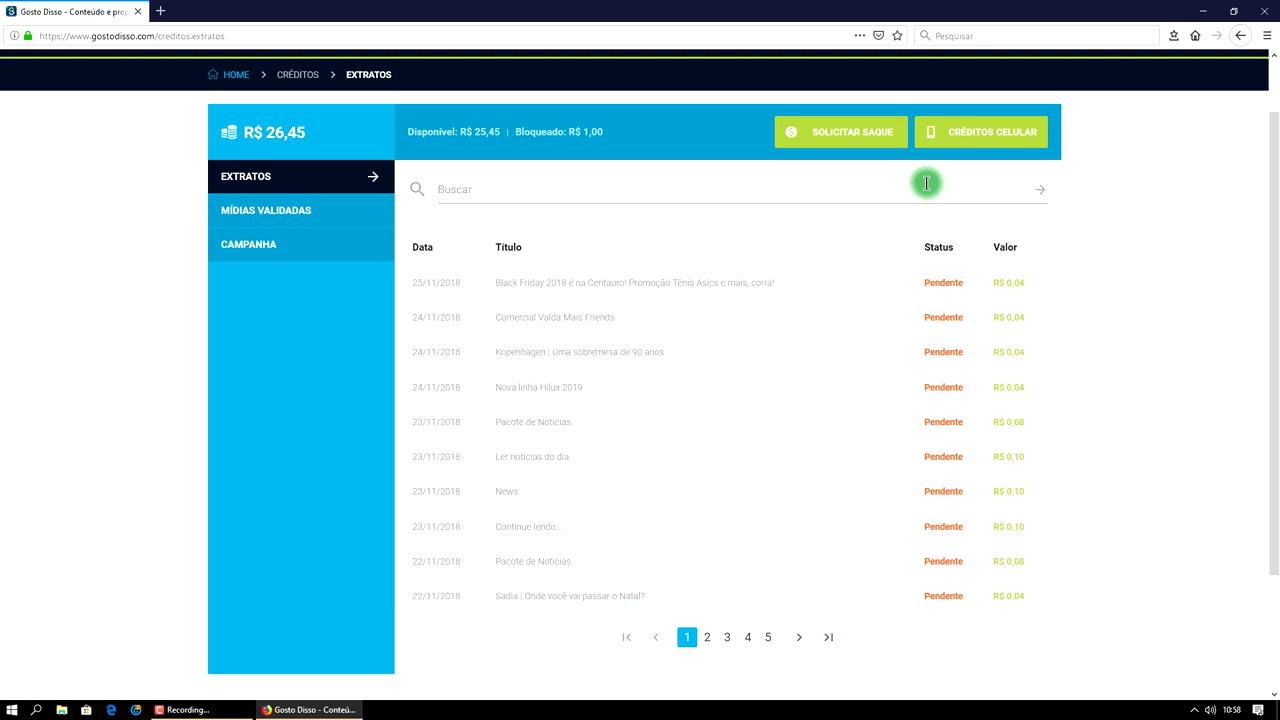 Gosto Disso - Conteúdo e prop
https://www.gostodisso.com/creditos.extratos
Pesquisar
HOME > CRÉDITOS > EXTRATOS
R$ 26,45
Disponível: R$ 25,45 | Bloqueado: R$ 1,00
SOLICITAR SAQUE
CRÉDITOS CELULAR
EXTRATOS
MÍDIAS VALIDADAS
CAMPANHA
Buscar
Data Título Status Valor
25/11/2018 Black Friday 2018 é na Centauro! Promoção Tênis Asics e mais, corra! Pendente R$ 0,04
24/11/2018 Comercial Valda Mais Friends Pendente R$ 0,04
24/11/2018 Kopenhagen | Uma sobremesa de 90 anos Pendente R$ 0,04
24/11/2018 Nova linha Hilux 2019 Pendente R$ 0,04
23/11/2018 Pacote de Noticias. Pendente R$ 0,08
23/11/2018 Ler noticias do dia. Pendente R$ 0,10
23/11/2018 News Pendente R$ 0,10
23/11/2018 Continue lendo... Pendente R$ 0,10
22/11/2018 Pacote de Noticias. Pendente R$ 0,08
22/11/2018 Sadia | Onde você vai passar o Natal? Pendente R$ 0,04
1 2 3 4 5
Recording...
Gosto Disso - Conteú...
10:58